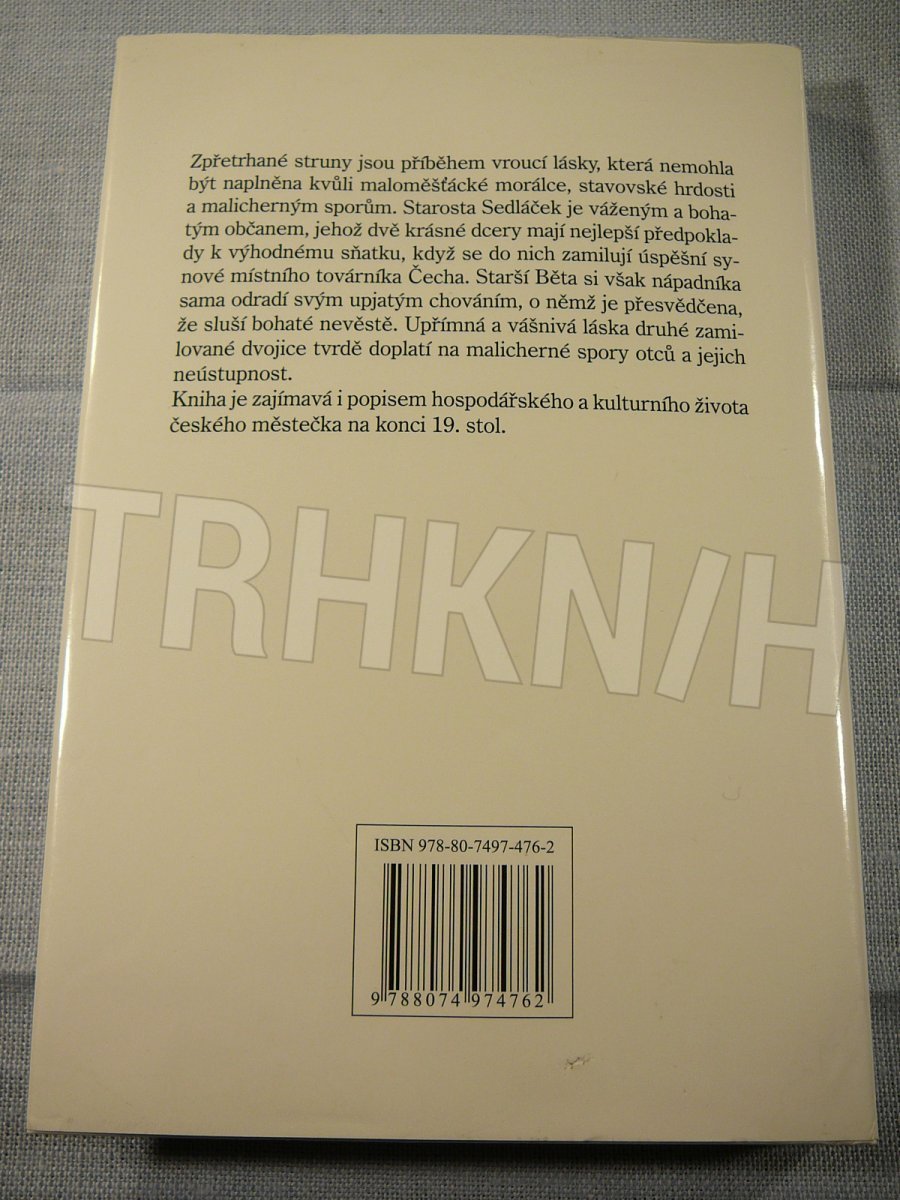 Zpřetrhané struny jsou příběhem vroucí lásky, která nemohla
být naplněna kvůli maloměšťácké morálce, stavovské hrdosti
a malicherným sporům. Starosta Sedláček je váženým a boha-
tým občanem, jehož dvě krásné dcery mají nejlepší předpokla-
dy k výhodnému sňatku, když se do nich zamilují úspěšní sy-
nové místního továrníka Čecha. Starší Běta si však nápadníka
sama odradí svým upjatým chováním, o němž je přesvědčena,
že sluší bohaté nevěstě. Upřímná a vášnivá láska druhé zami-
lované dvojice tvrdě doplatí na malicherné spory otců a jejich
neústupnost.
Kniha je zajímavá i popisem hospodářského a kulturního života
českého městečka na konci 19. stol.
TRHKN/H
ISBN 978-80-7497-476-2
9 788074 974762